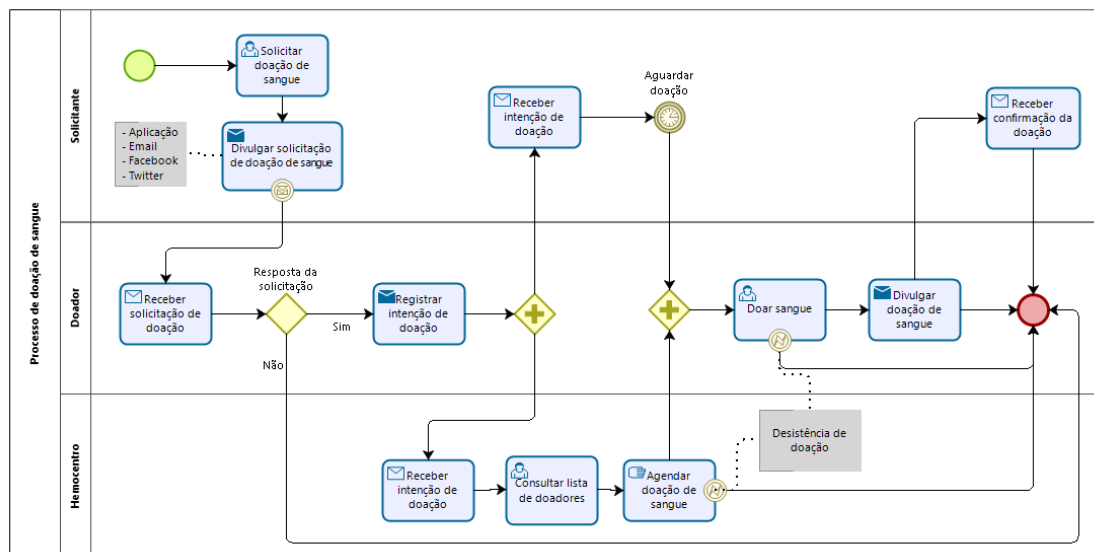 Processo de doação de sangue
Solicitante
Solicitar
doação de
sangue
- Aplicação
- Email
- Facebook
- Twitter
Divulgar solicitação
de doação de sangue
Receber
intenção de
doação
Aguardar
doação
Receber
confirmação da
doação
Doador
Receber
solicitação de
doação
Resposta da
solicitação
Sim
Não
Registrar
intenção de
doação
Doar sangue
Divulgar
doação de
sangue
Hemocentro
Receber
intenção de
doação
Consultar lista
de doadores
Agendar
doação de
sangue
Desistência de
doação